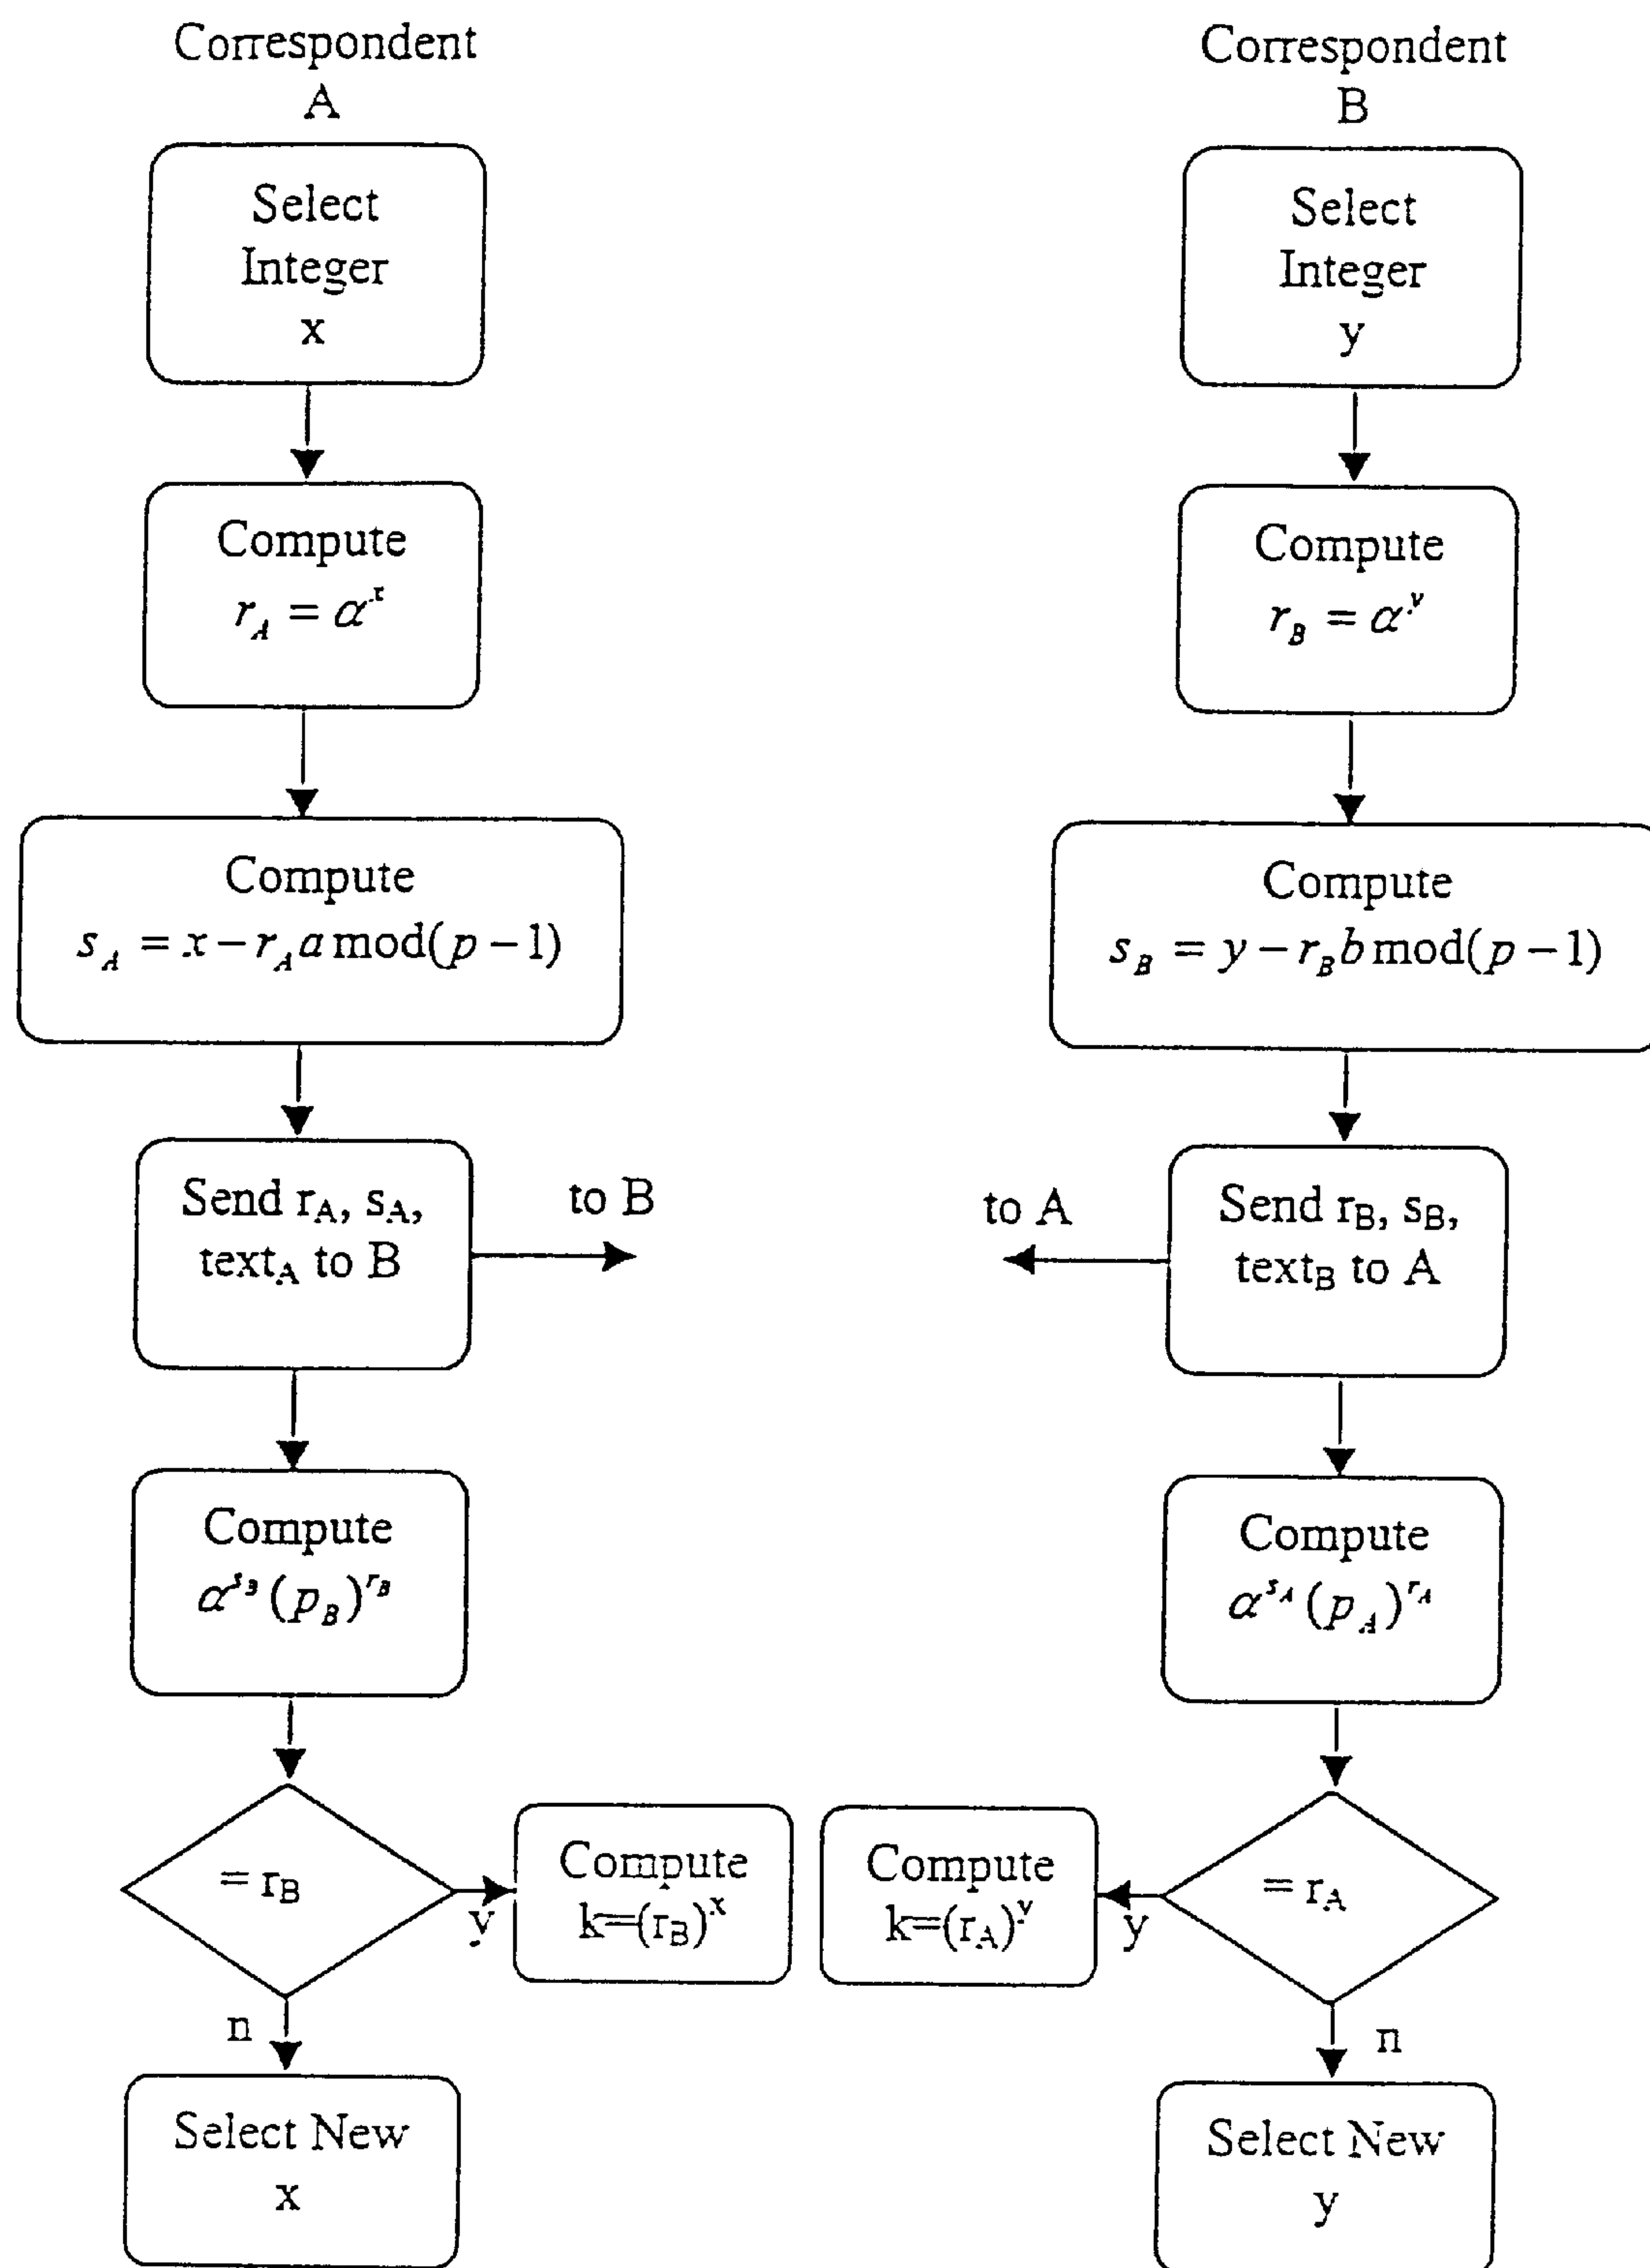 Correspondent
A
Select
Integer
x
Compute
r_A = α^x
Compute
s_A = x − r_A a mod(p − 1)
Send r_A, s_A,
text_A to B
to B
Compute
α^{s_B} (p_B)^{r_B}
= r_B
y
Compute
k=(r_B)^x
n
Select New
x
Correspondent
B
Select
Integer
y
Compute
r_B = α^y
Compute
s_B = y − r_B b mod(p − 1)
Send r_B, s_B,
text_B to A
to A
Compute
α^{s_A} (p_A)^{r_A}
= r_A
y
Compute
k=(r_A)^y
n
Select New
y